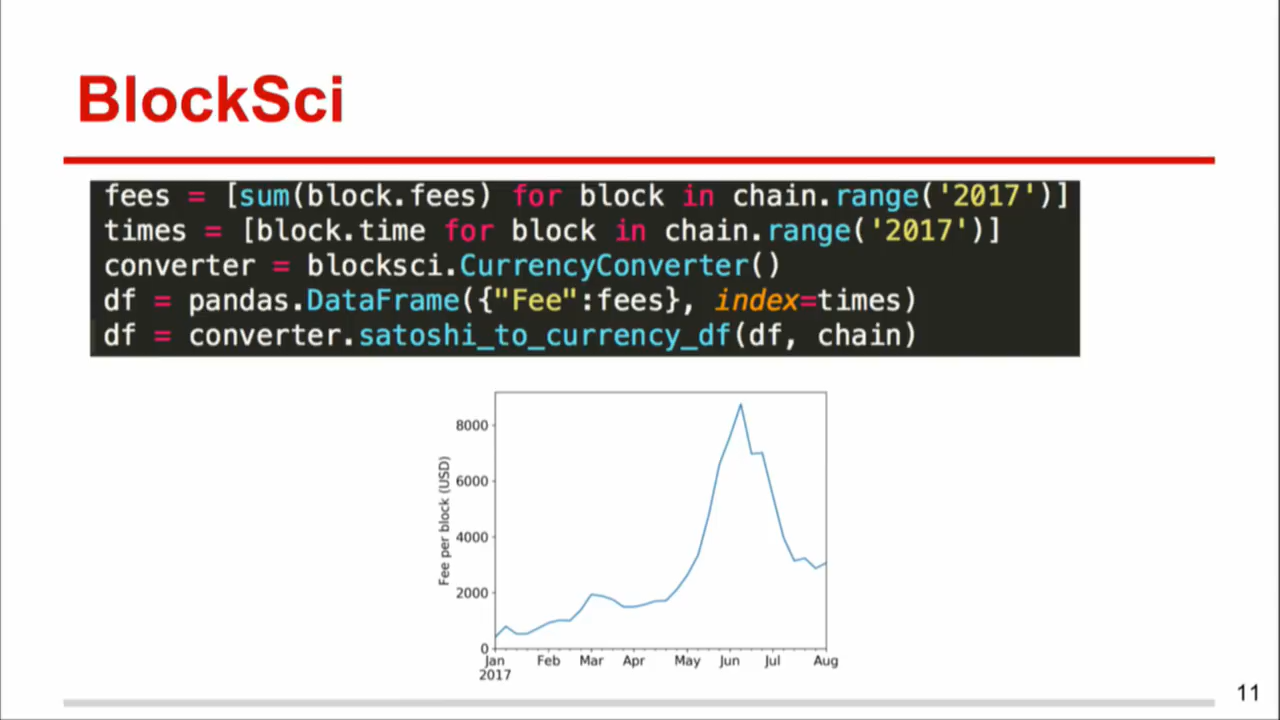 BlockSci
fees = [sum(block.fees) for block in chain.range('2017')]
times = [block.time for block in chain.range('2017')]
converter = blocksci.CurrencyConverter()
df = pandas.DataFrame({"Fee":fees}, index=times)
df = converter.satoshi_to_currency_df(df, chain)
Fee per block (USD)
8000
6000
4000
2000
0
Jan Feb Mar Apr May Jun Jul Aug
2017
11